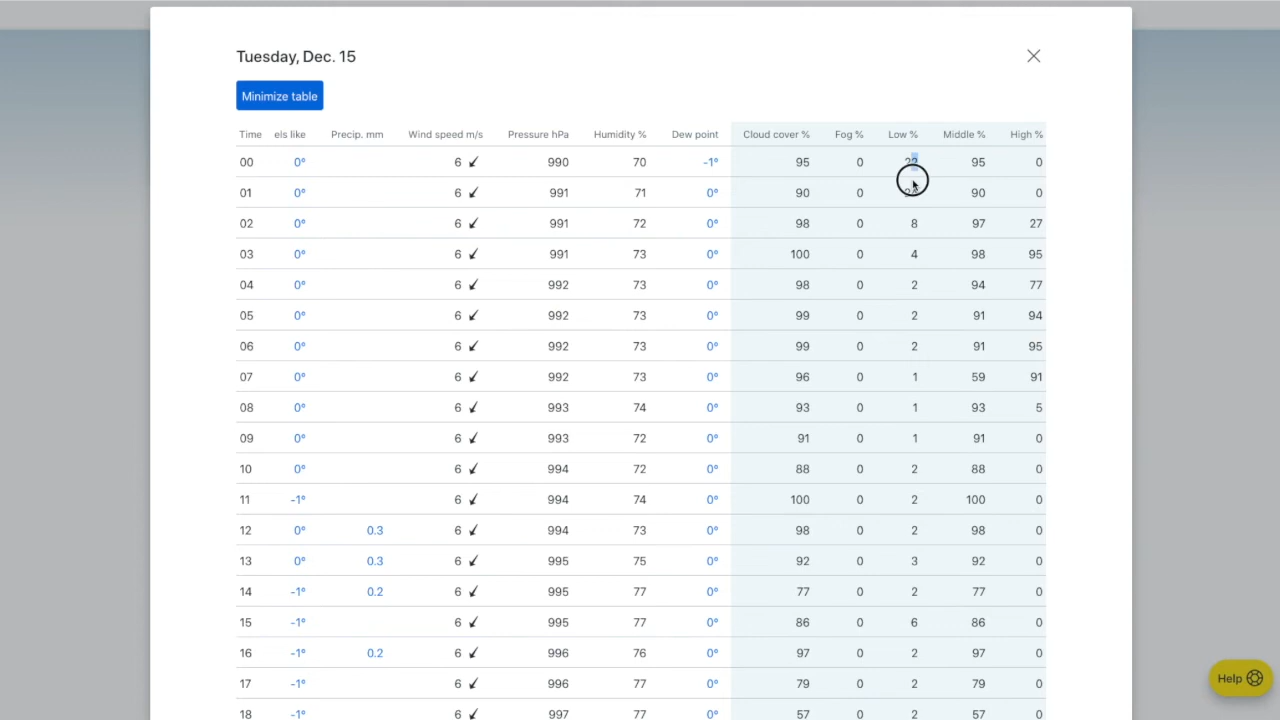 Tuesday, Dec. 15
Minimize table
Time els like Precip. mm Wind speed m/s Pressure hPa Humidity % Dew point Cloud cover % Fog % Low % Middle % High %
00 0° 6 990 70 -1° 95 0 22 95 0
01 0° 6 991 71 0° 90 0 90 0
02 0° 6 991 72 0° 98 0 8 97 27
03 0° 6 991 73 0° 100 0 4 98 95
04 0° 6 992 73 0° 98 0 2 94 77
05 0° 6 992 73 0° 99 0 2 91 94
06 0° 6 992 73 0° 99 0 2 91 95
07 0° 6 992 73 0° 96 0 1 59 91
08 0° 6 993 74 0° 93 0 1 93 5
09 0° 6 993 72 0° 91 0 1 91 0
10 0° 6 994 72 0° 88 0 2 88 0
11 -1° 6 994 74 0° 100 0 2 100 0
12 0° 0.3 6 994 73 0° 98 0 2 98 0
13 0° 0.3 6 995 75 0° 92 0 3 92 0
14 -1° 0.2 6 995 77 0° 77 0 2 77 0
15 -1° 6 995 77 0° 86 0 6 86 0
16 -1° 0.2 6 996 76 0° 97 0 2 97 0
17 -1° 6 996 77 0° 79 0 2 79 0
18 -1° 6 997 77 0° 57 0 2 57 0
Help